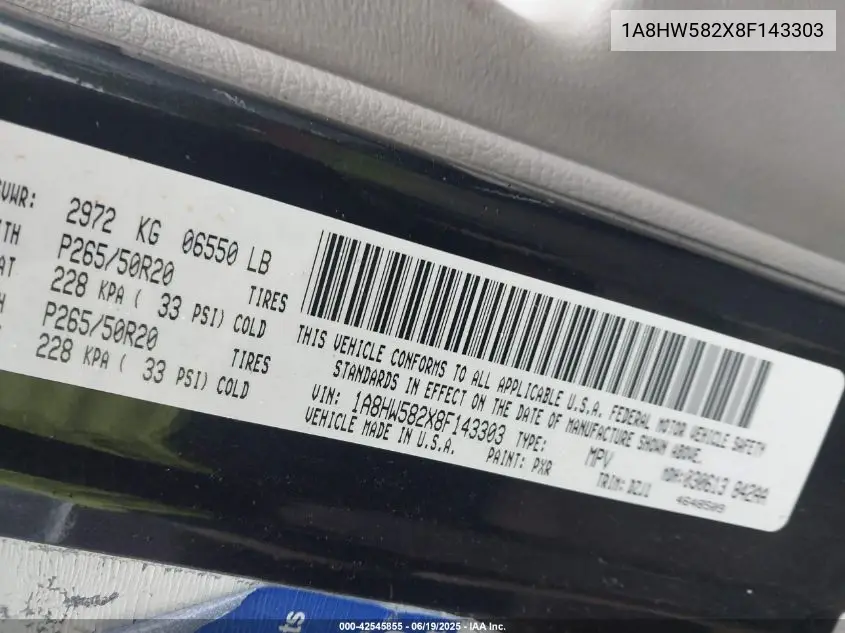 1A8HW582X8F143303
GVWR: 2972 KG 06550 LB
P265/50R20 TIRES
228 KPA ( 33 PSI) COLD
P265/50R20 TIRES
228 KPA ( 33 PSI) COLD
THIS VEHICLE CONFORMS TO ALL APPLICABLE U.S.A. FEDERAL MOTOR VEHICLE SAFETY
STANDARDS IN EFFECT ON THE DATE OF MANUFACTURE SHOWN ABOVE.
VIN: 1A8HW582X8F143303 TYPE: MPV
VEHICLE MADE IN U.S.A. PAINT: PXR
000-42545855 - 06/19/2025 - IAA Inc.